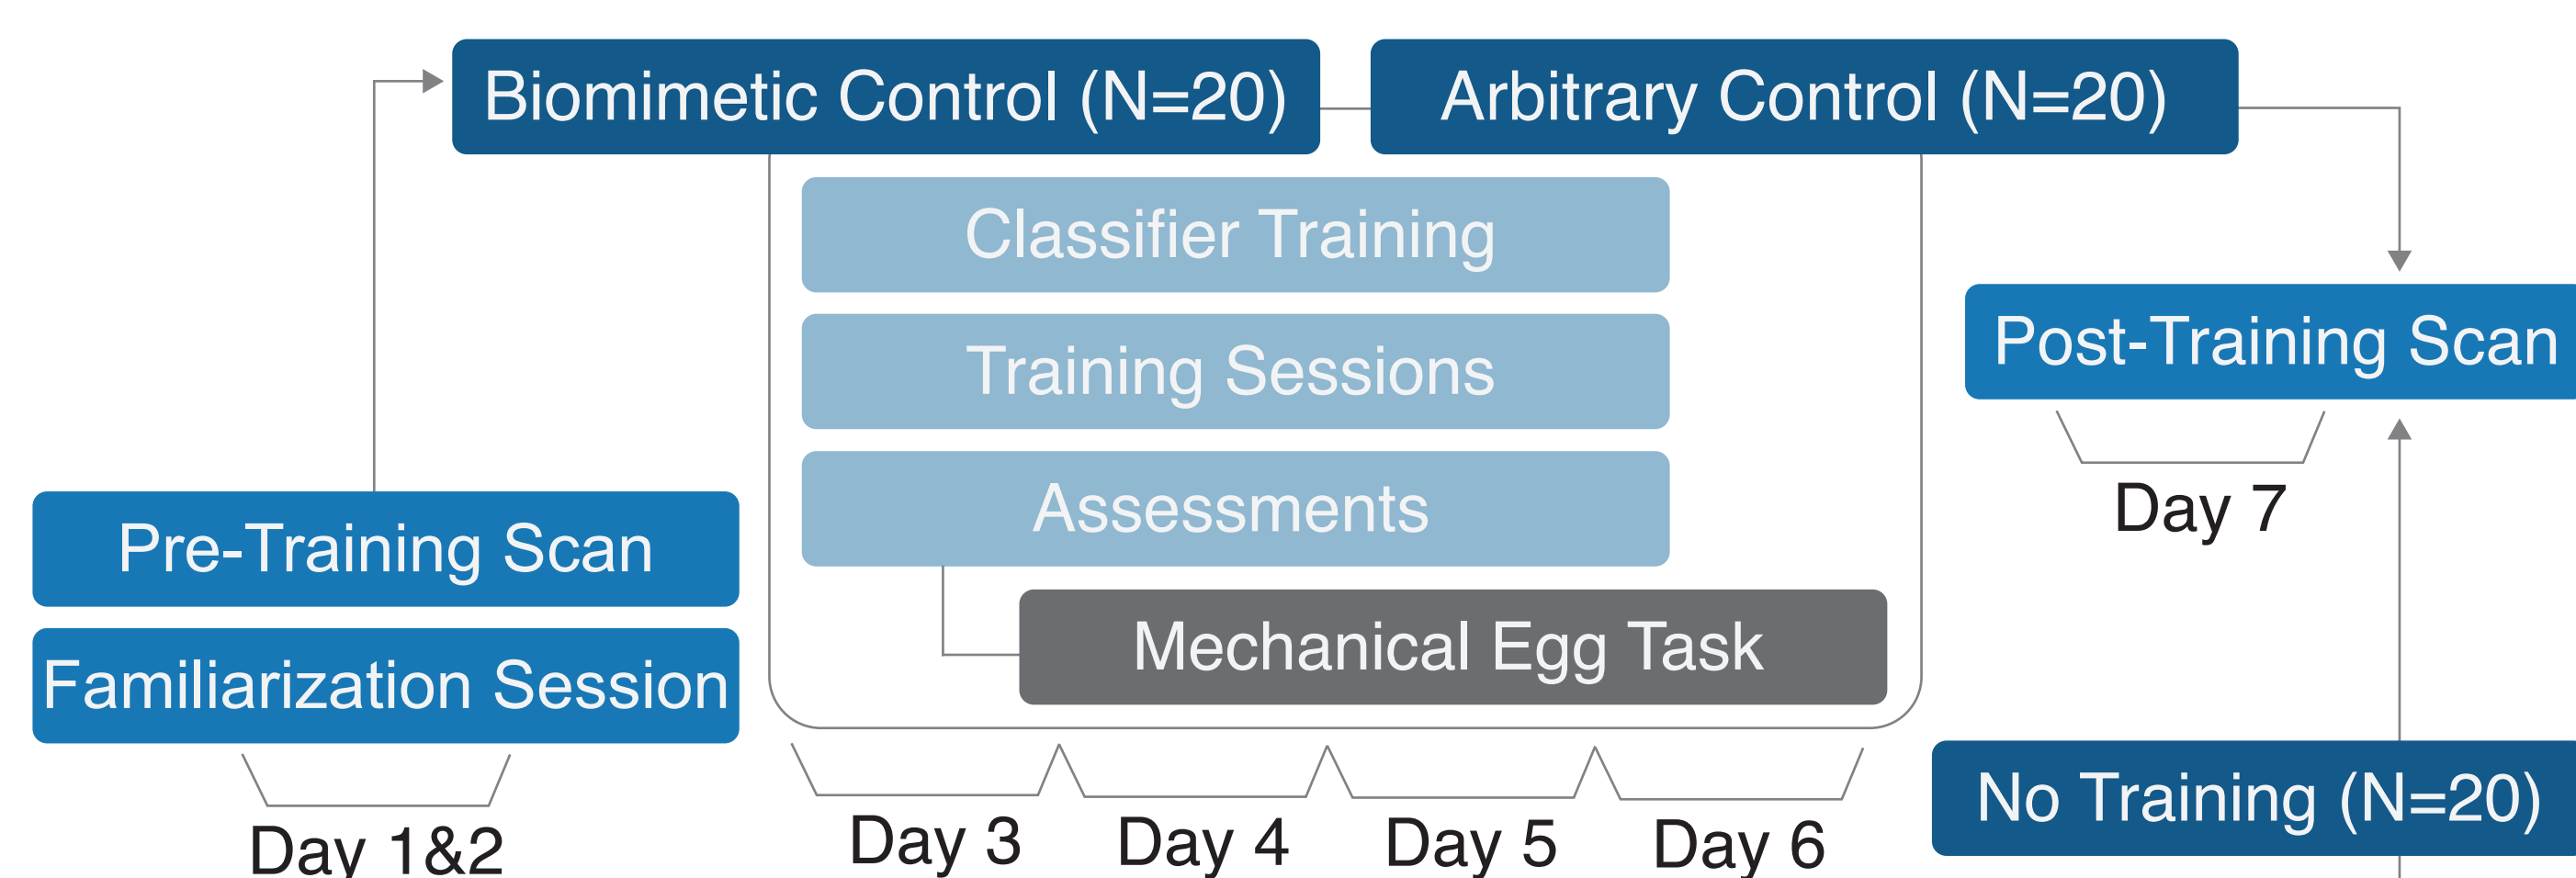 Biomimetic Control (N=20)
Arbitrary Control (N=20)
Classifier Training
Training Sessions
Assessments
Mechanical Egg Task
Pre-Training Scan
Familiarization Session
Day 1&2
Day 3
Day 4
Day 5
Day 6
Post-Training Scan
Day 7
No Training (N=20)